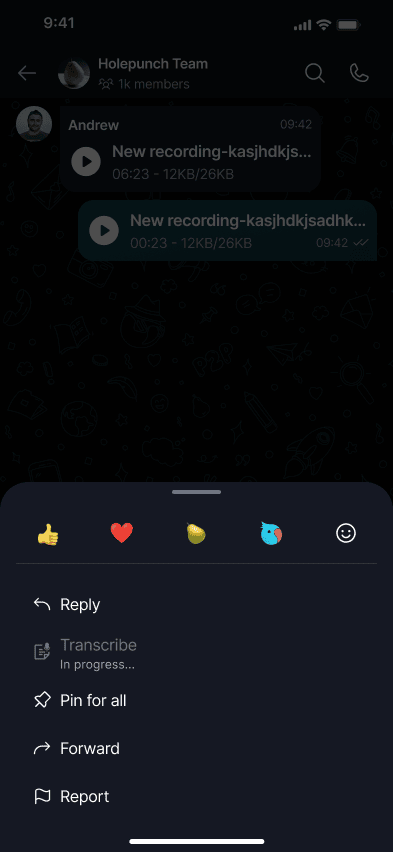 9:41
Holepunch Team
1k members
Andrew
09:42
New recording-kasjhdkjs...
06:23 - 12KB/26KB
New recording-kasjhdkjsadhk...
00:23 - 12KB/26KB
09:42
Reply
Transcribe
In progress...
Pin for all
Forward
Report